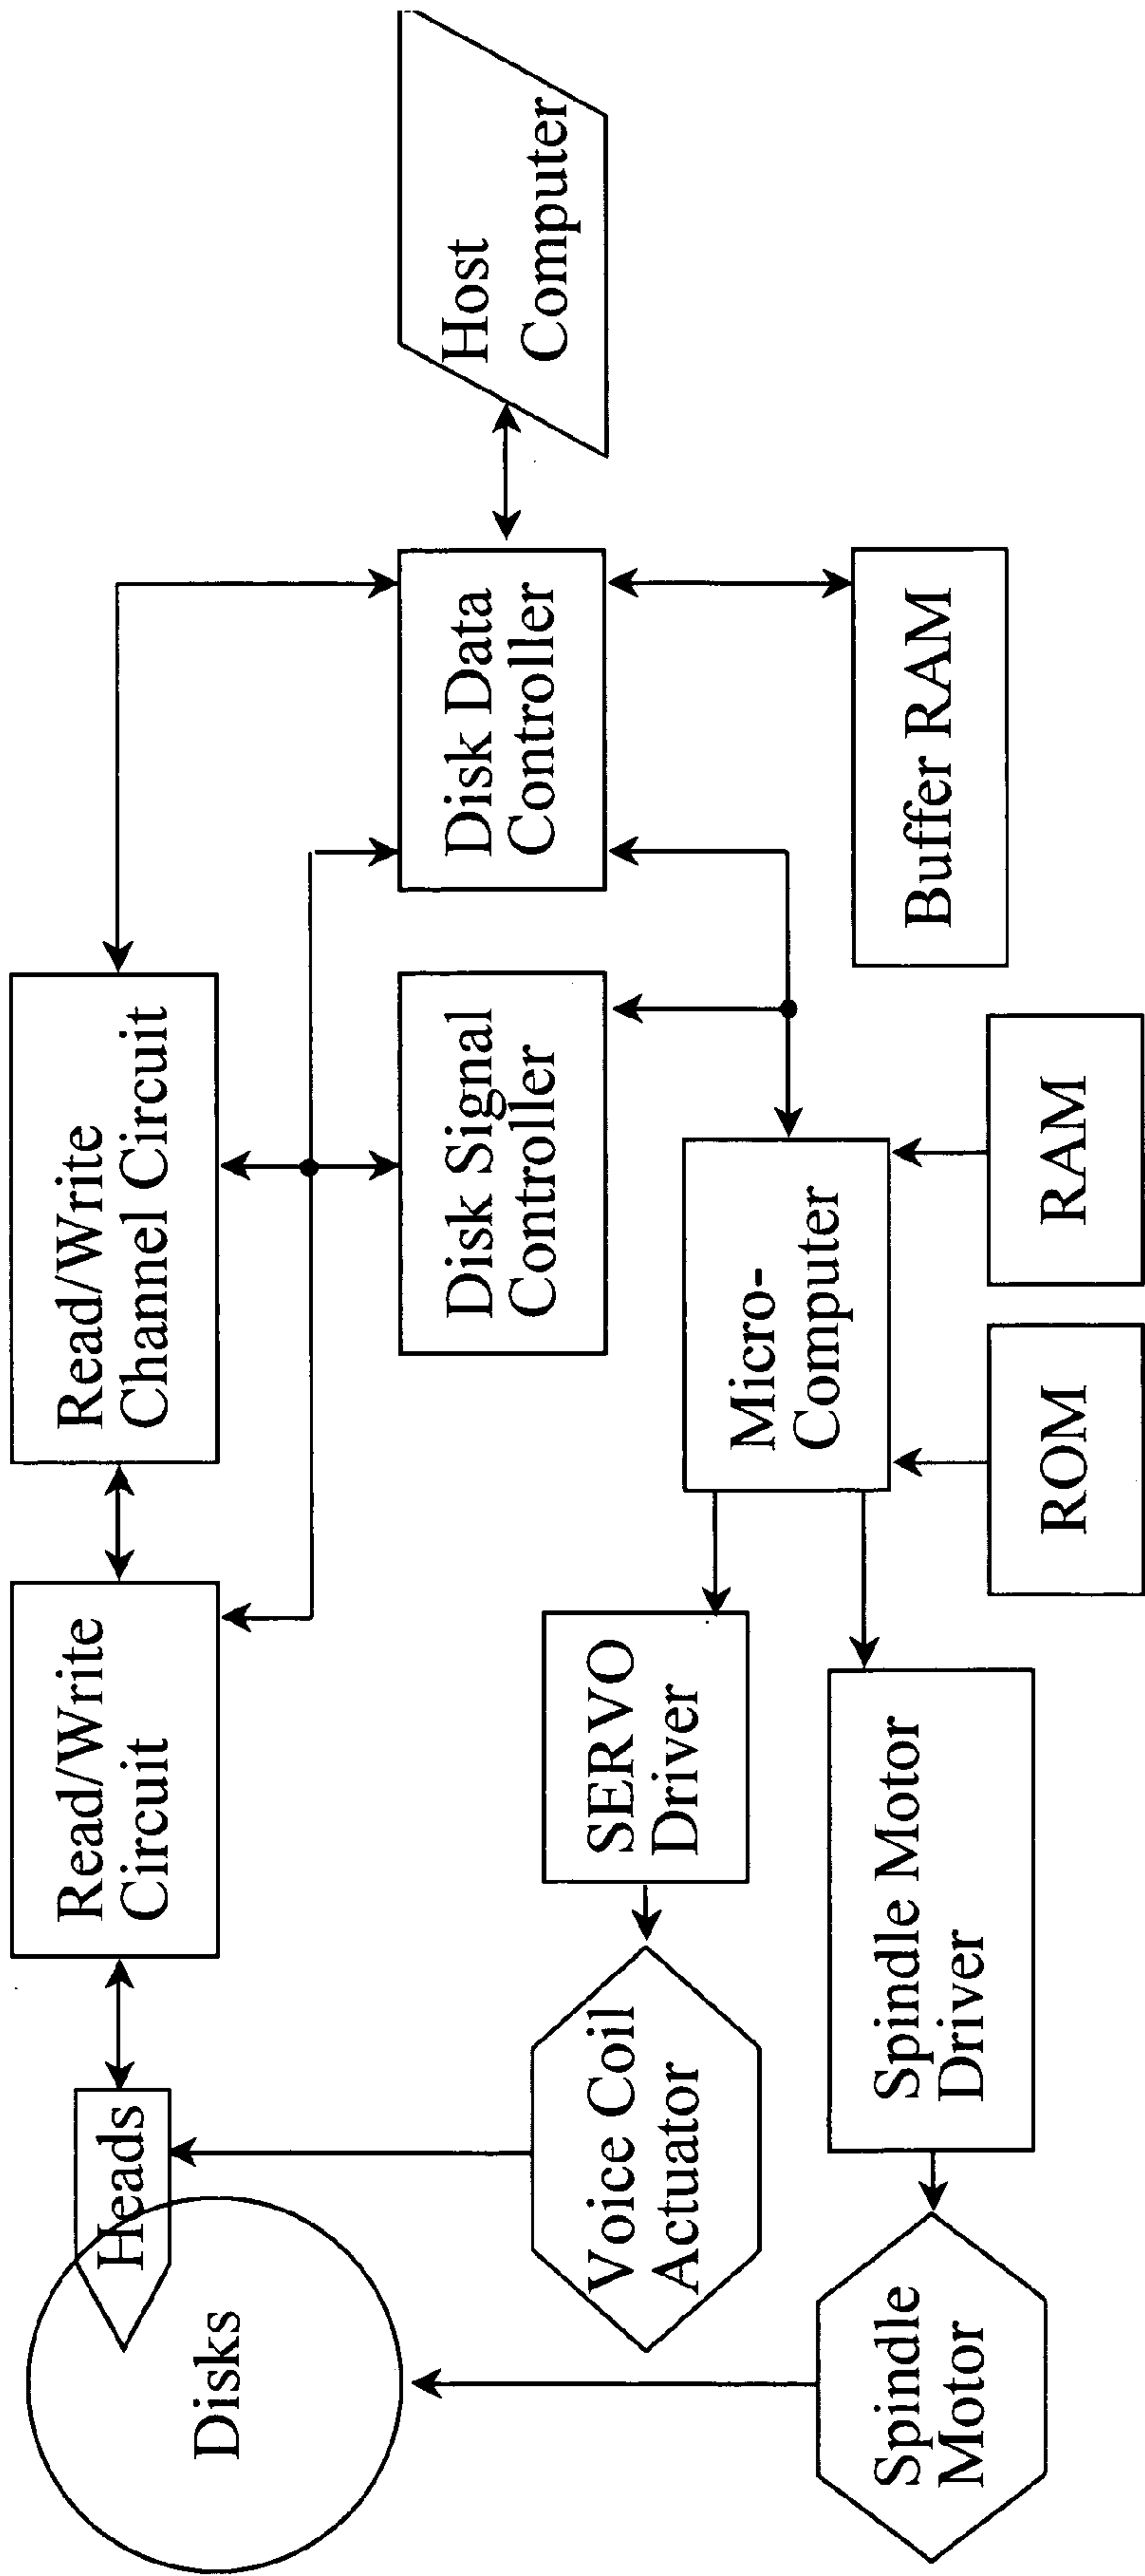 Disks
Heads
Read/Write
Circuit
Read/Write
Channel Circuit
Disk Signal
Controller
Disk Data
Controller
Host
Computer
Voice Coil
Actuator
SERVO
Driver
Micro-
Computer
Spindle
Motor
Spindle Motor
Driver
ROM
RAM
Buffer RAM